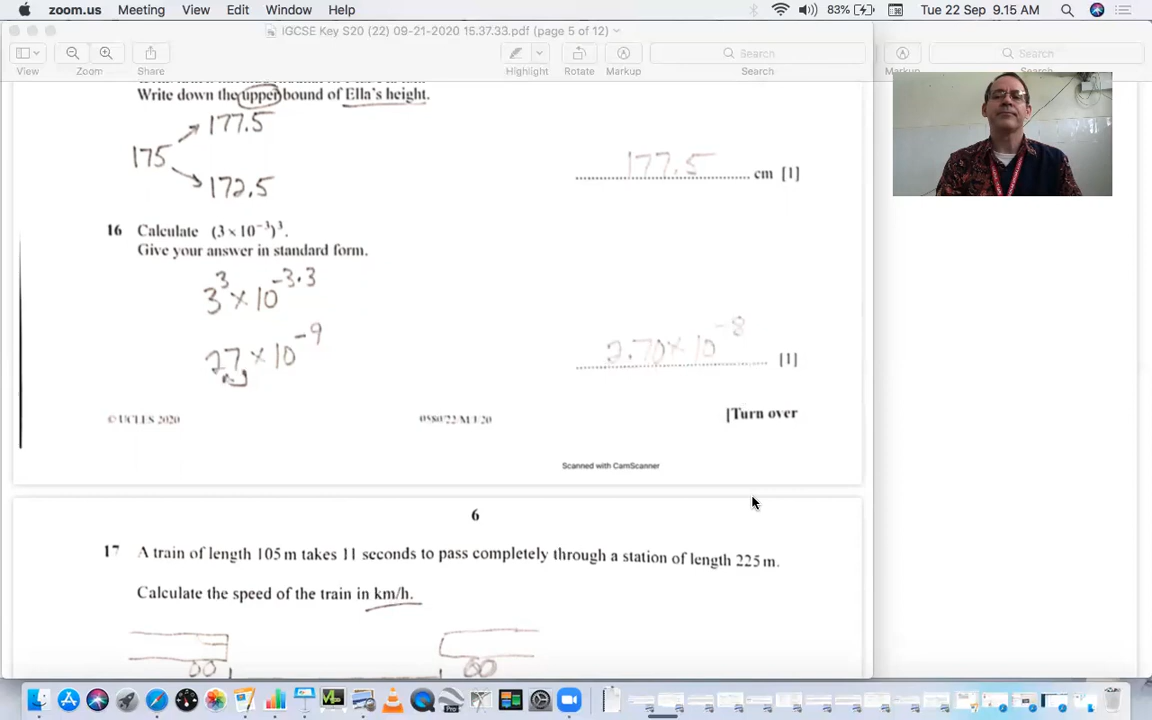 zoom.us Meeting View Edit Window Help 83% Tue 22 Sep 9.15 AM
IGCSE Key S20 (22) 09-21-2020 15.37.33.pdf (page 5 of 12)
Search
Search
View Zoom Share Highlight Rotate Markup Search Search
Write down the upper bound of Ella's height.
177.5
175
172.5
177.5 cm [1]
16 Calculate (3 × 10⁻³)³.
Give your answer in standard form.
3³ × 10⁻³·³
27 × 10⁻⁹
2.70 × 10⁻⁸ [1]
© UCLES 2020
[Turn over
Scanned with CamScanner
6
17 A train of length 105 m takes 11 seconds to pass completely through a station of length 225 m.
Calculate the speed of the train in km/h.